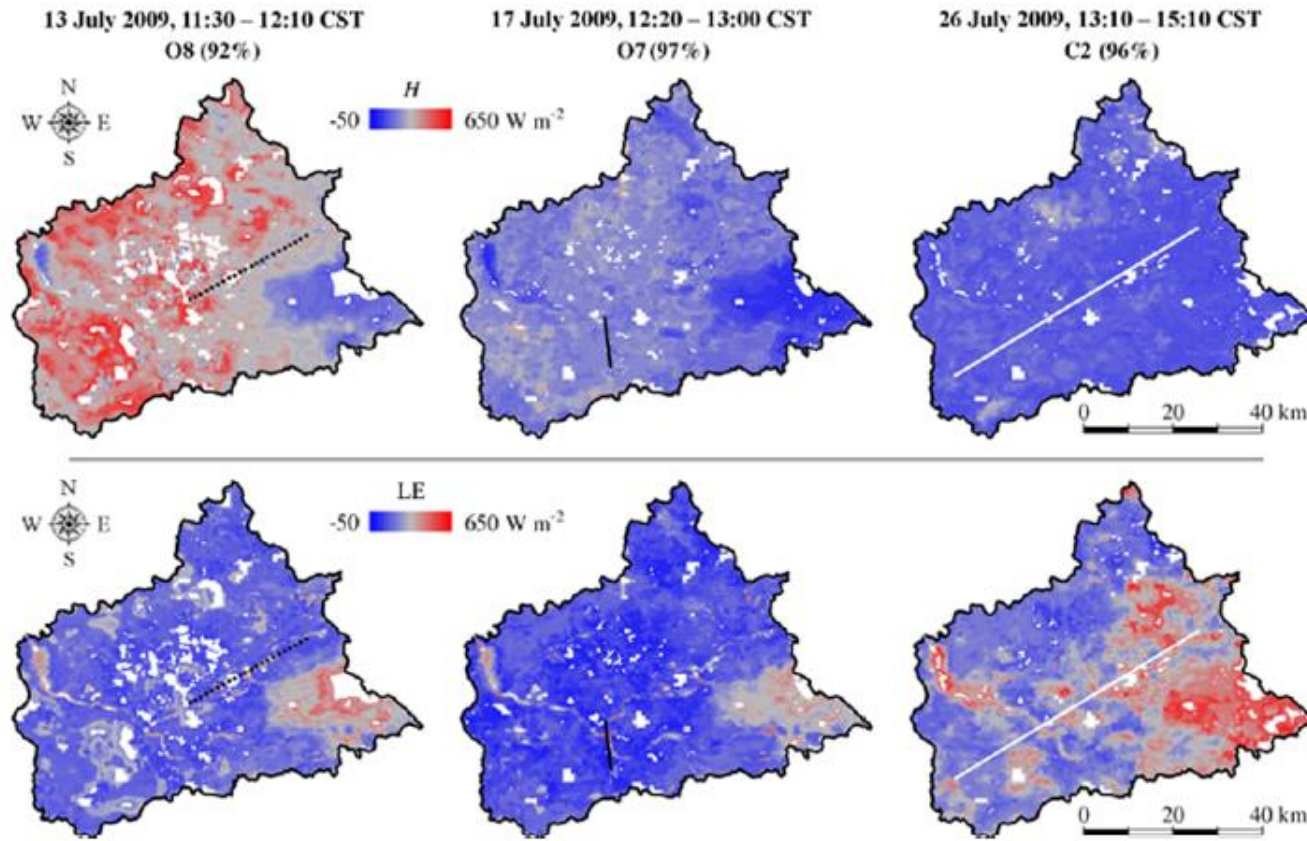 13 July 2009, 11:30 – 12:10 CST
O8 (92%)
17 July 2009, 12:20 – 13:00 CST
O7 (97%)
26 July 2009, 13:10 – 15:10 CST
C2 (96%)
N
W E
S
H
-50 650 W m⁻²
0 20 40 km
N
W E
S
LE
-50 650 W m⁻²
0 20 40 km